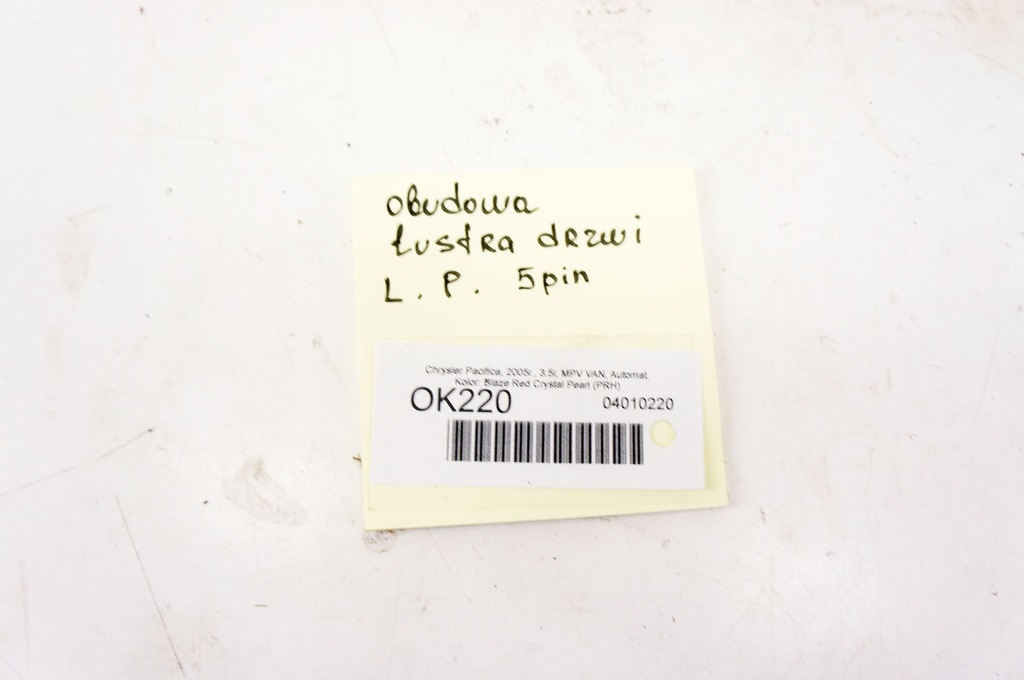 obudowa
lustra drzwi
L. P. 5pin
Chrysler Pacifica, 2005r., 3.5l, MPV VAN, Automat,
Kolor: Blaze Red Crystal Pearl (PRH)
OK220 04010220